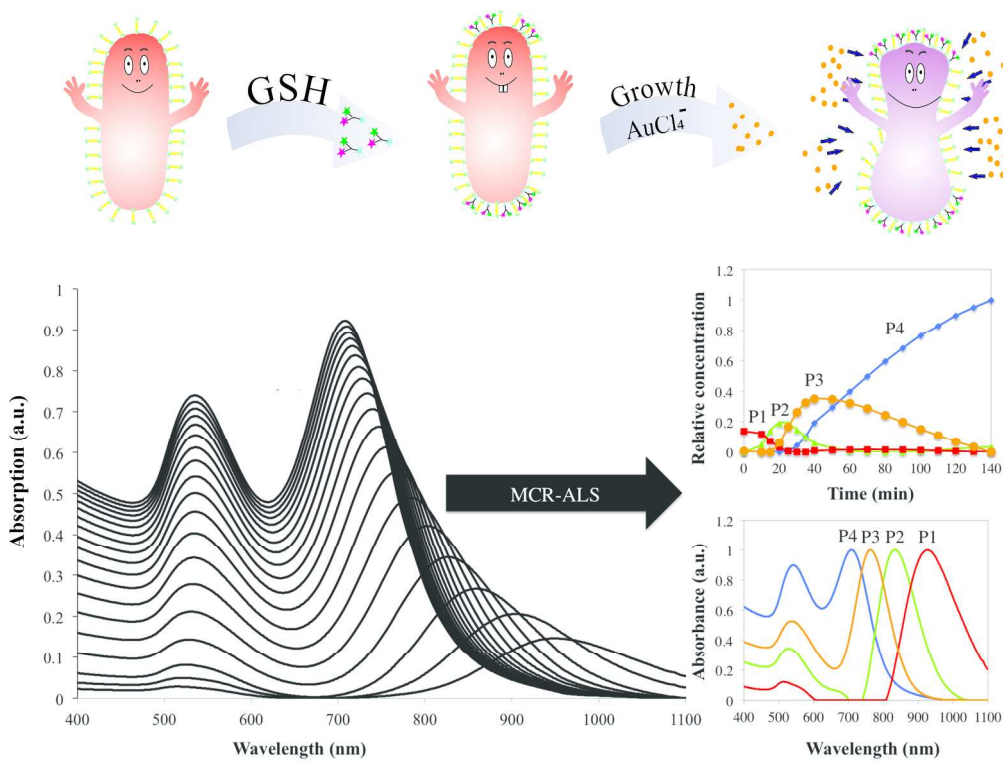 GSH
Growth
AuCl₄⁻
1
0.9
0.8
0.7
0.6
0.5
0.4
0.3
0.2
0.1
0
Absorption (a.u.)
400 500 600 700 800 900 1000 1100
Wavelength (nm)
MCR-ALS
1.2
1
0.8
0.6
0.4
0.2
0
Relative concentration
P1 P2 P3 P4
0 20 40 60 80 100 120 140
Time (min)
1.2
1
0.8
0.6
0.4
0.2
0
Absorbance (a.u.)
P4 P3 P2 P1
400 500 600 700 800 900 1000 1100
Wavelength (nm)